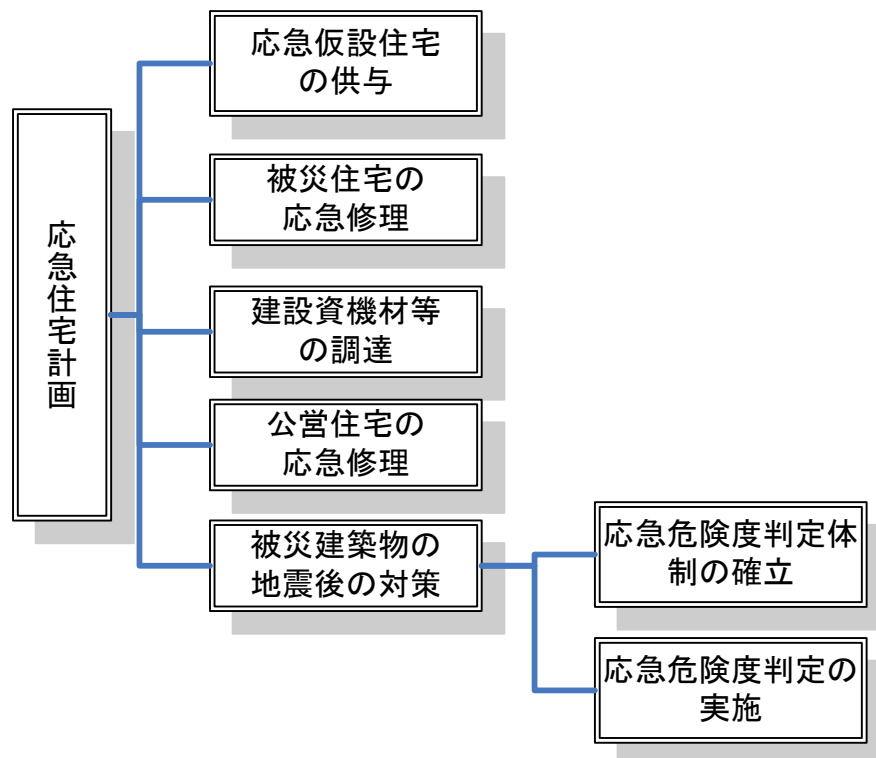 応急住宅計画
応急仮設住宅
の供与
被災住宅の
応急修理
建設資機材等
の調達
公営住宅の
応急修理
被災建築物の
地震後の対策
応急危険度判定体
制の確立
応急危険度判定の
実施